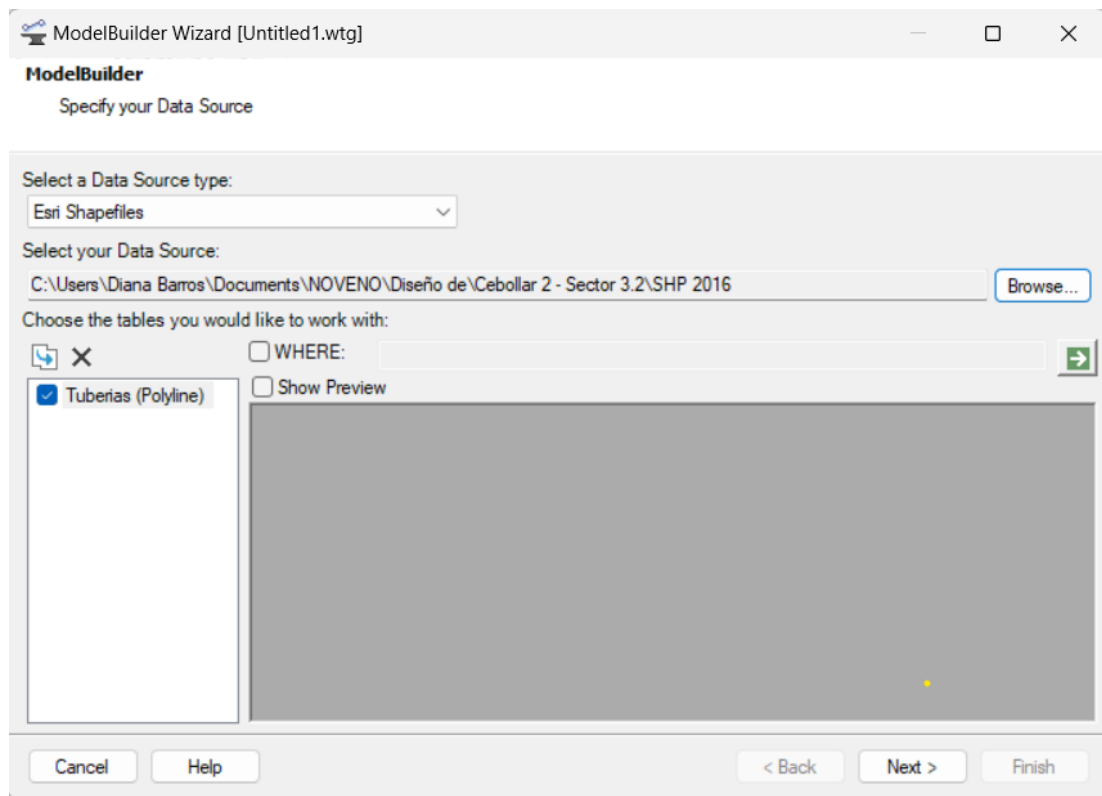 ModelBuilder Wizard [Untitled1.wtg]
ModelBuilder
Specify your Data Source
Select a Data Source type:
Esri Shapefiles
Select your Data Source:
C:\Users\Diana Barros\Documents\NOVENO\Diseño de\Cebollar 2 - Sector 3.2\SHP 2016
Browse...
Choose the tables you would like to work with:
WHERE:
Tuberias (Polyline)
Show Preview
Cancel
Help
< Back
Next >
Finish